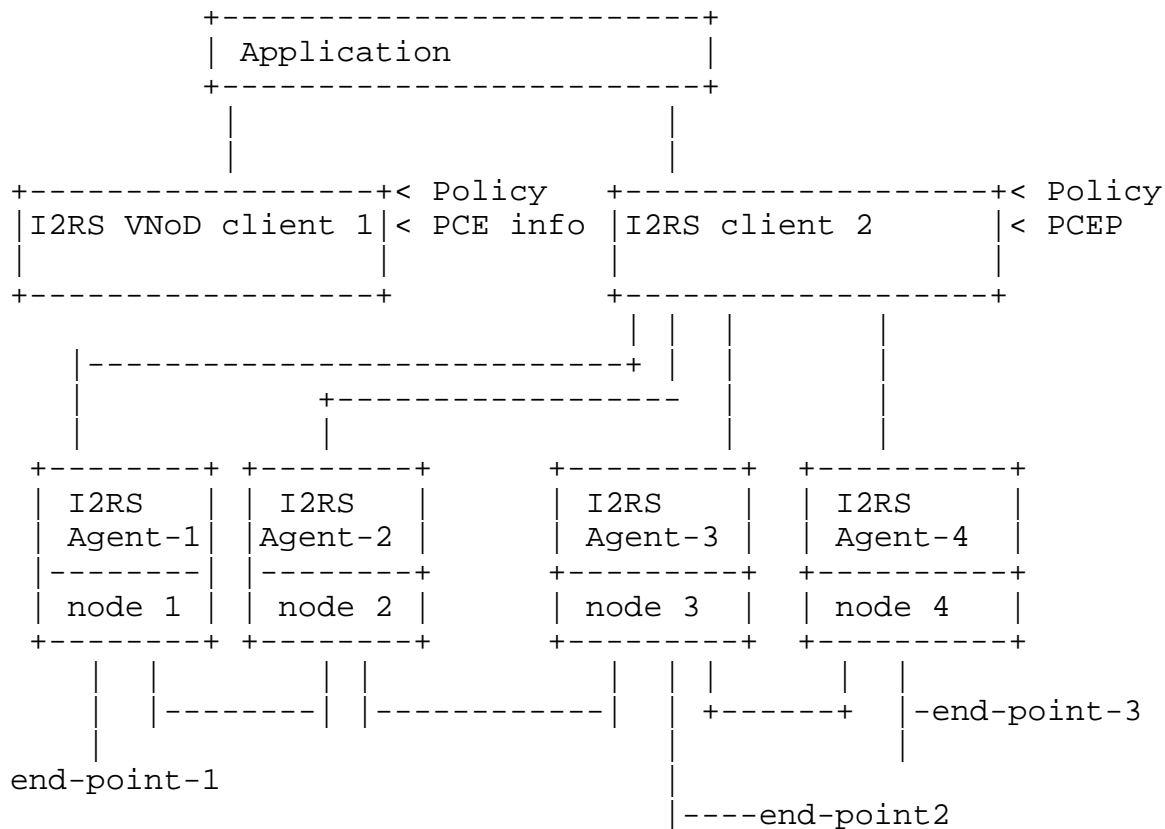 Application
< Policy < Policy
I2RS VNoD client 1 < PCE info I2RS client 2 < PCEP
I2RS I2RS I2RS I2RS
Agent-1 Agent-2 Agent-3 Agent-4
node 1 node 2 node 3 node 4
end-point-3
end-point-1
end-point2